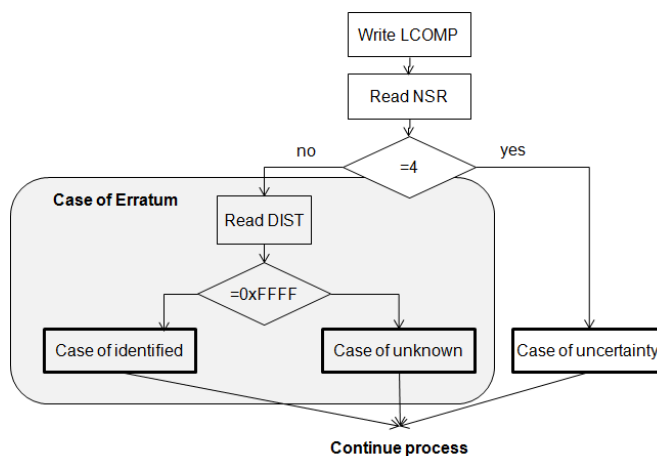 Write LCOMP
Read NSR
no
=4
yes
Case of Erratum
Read DIST
=0xFFFF
Case of identified
Case of unknown
Case of uncertainty
Continue process